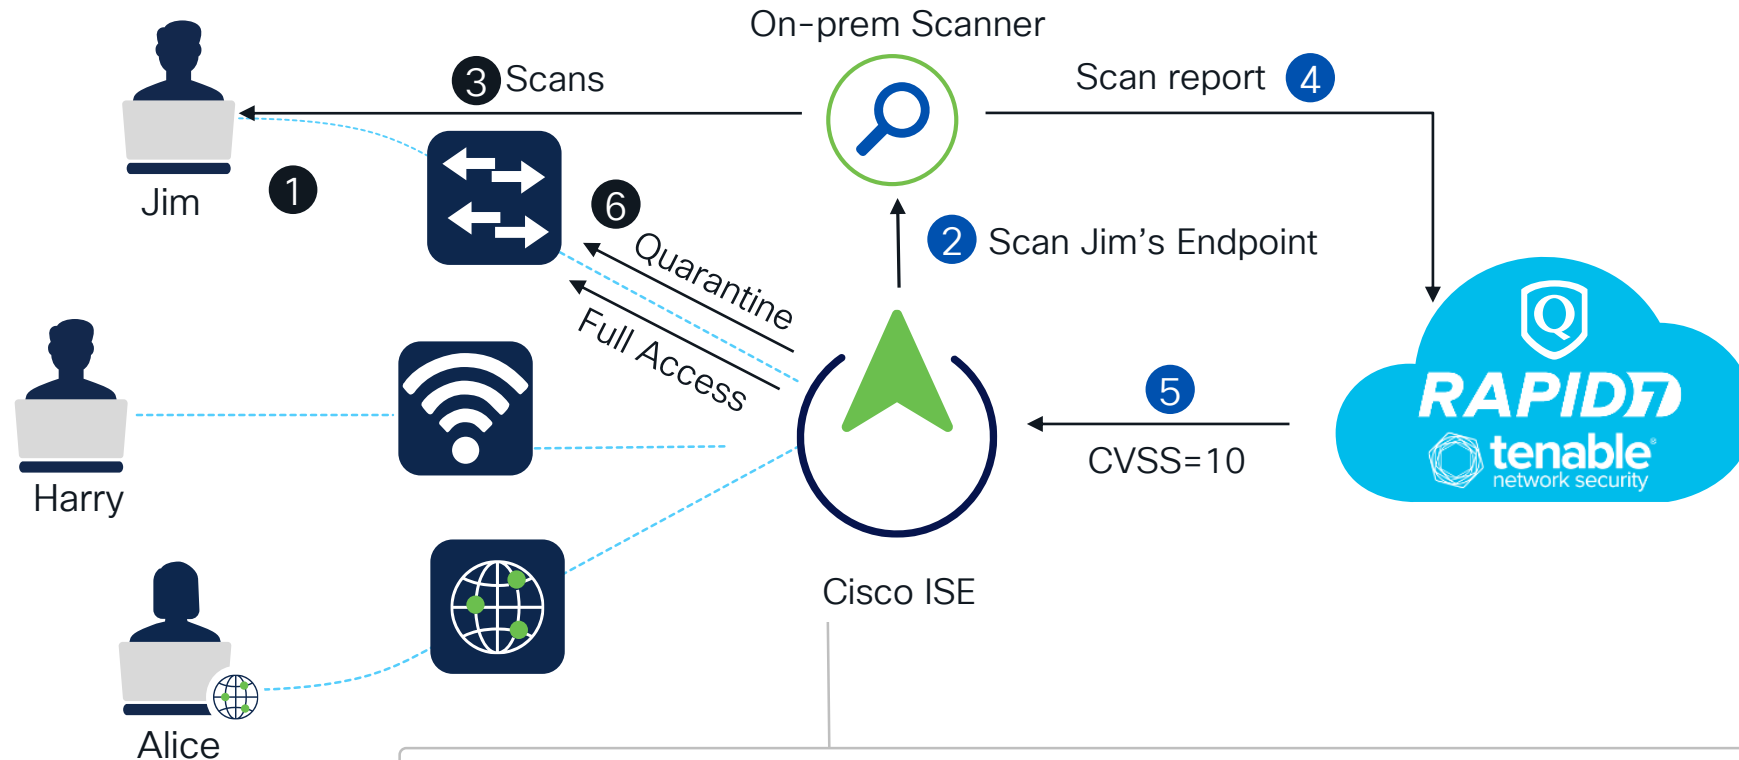 On-prem Scanner
3 Scans
Scan report 4
1
Jim
6
Quarantine
Full Access
2 Scan Jim's Endpoint
Q
RAPID7
tenable®
network security
5
CVSS=10
Harry
Cisco ISE
Alice